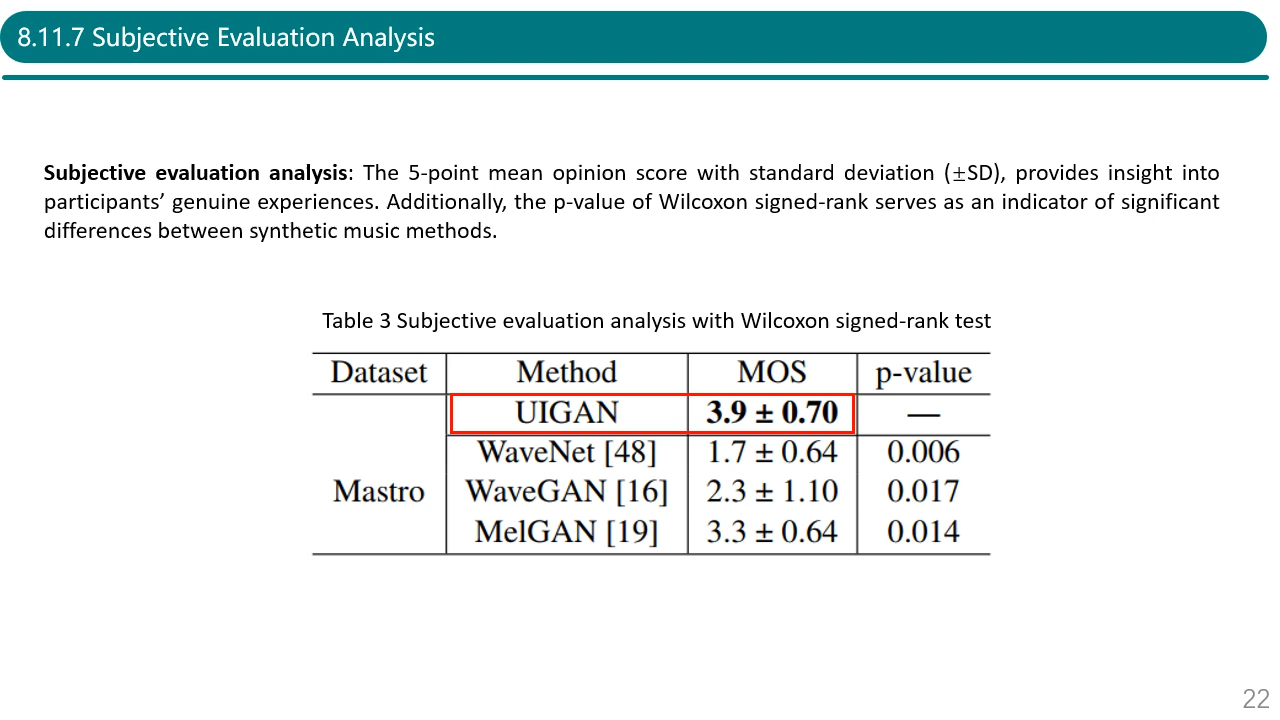 8.11.7 Subjective Evaluation Analysis
Subjective evaluation analysis: The 5-point mean opinion score with standard deviation (±SD), provides insight into
participants’ genuine experiences. Additionally, the p-value of Wilcoxon signed-rank serves as an indicator of significant
differences between synthetic music methods.
Table 3 Subjective evaluation analysis with Wilcoxon signed-rank test
Dataset Method MOS p-value
UIGAN 3.9 ± 0.70 —
WaveNet [48] 1.7 ± 0.64 0.006
Mastro WaveGAN [16] 2.3 ± 1.10 0.017
MelGAN [19] 3.3 ± 0.64 0.014
22